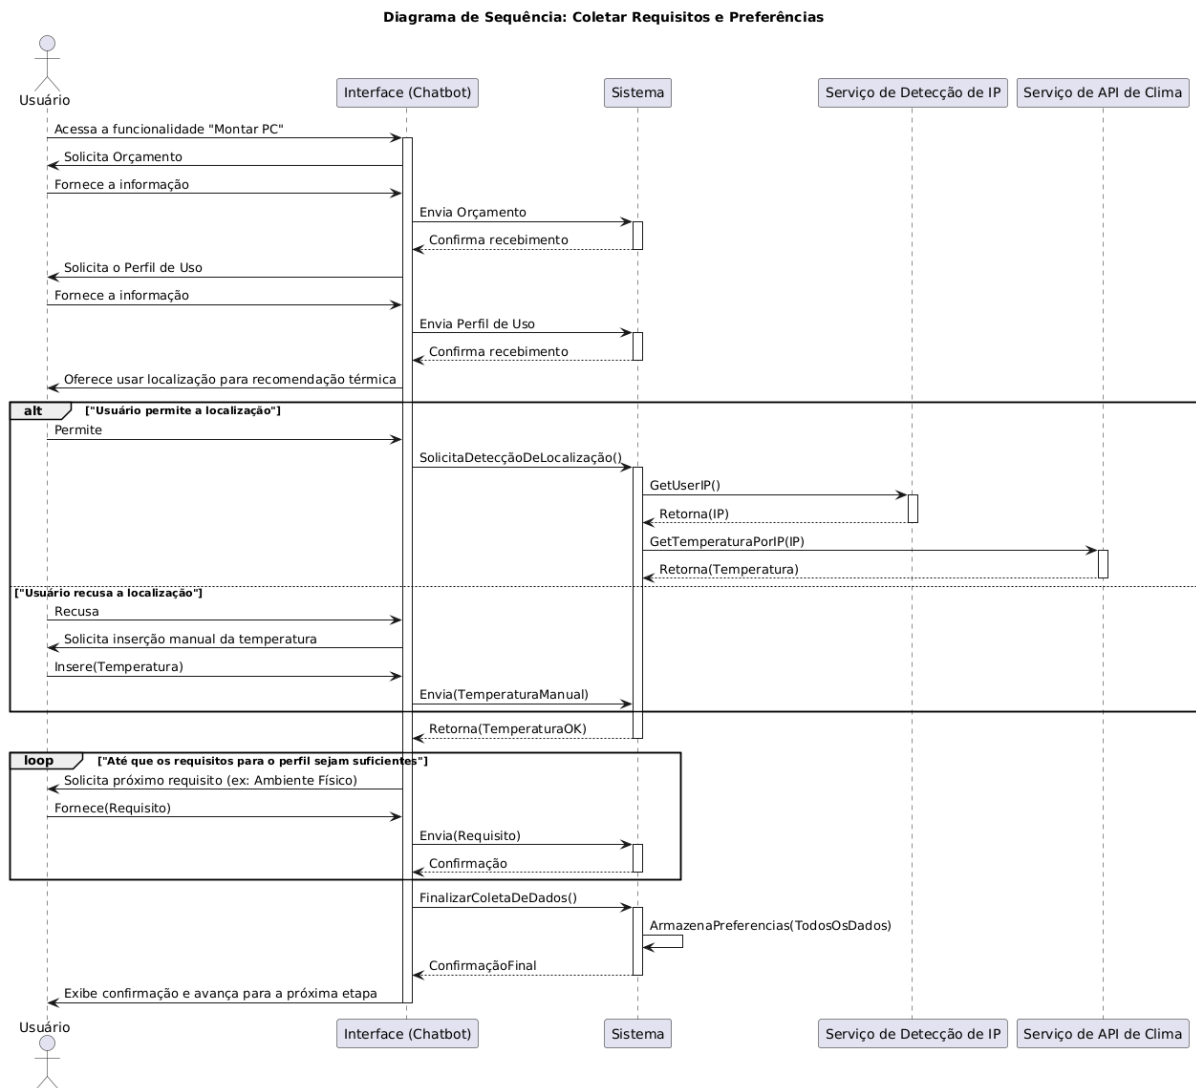 Diagrama de Sequência: Coletar Requisitos e Preferências
Usuário
Interface (Chatbot)
Sistema
Serviço de Detecção de IP
Serviço de API de Clima
Acessa a funcionalidade "Montar PC"
Solicita Orçamento
Fornece a informação
Envia Orçamento
Confirma recebimento
Solicita o Perfil de Uso
Fornece a informação
Envia Perfil de Uso
Confirma recebimento
Oferece usar localização para recomendação térmica
alt ["Usuário permite a localização"]
Permite
SolicitaDetecçãoDeLocalização()
GetUserIP()
Retorna(IP)
GetTemperaturaPorIP(IP)
Retorna(Temperatura)
["Usuário recusa a localização"]
Recusa
Solicita inserção manual da temperatura
Insere(Temperatura)
Envia(TemperaturaManual)
Retorna(TemperaturaOK)
loop ["Até que os requisitos para o perfil sejam suficientes"]
Solicita próximo requisito (ex: Ambiente Físico)
Fornece(Requisito)
Envia(Requisito)
Confirmação
FinalizarColetaDeDados()
ArmazenaPreferencias(TodosOsDados)
ConfirmaçãoFinal
Exibe confirmação e avança para a próxima etapa
Usuário
Interface (Chatbot)
Sistema
Serviço de Detecção de IP
Serviço de API de Clima